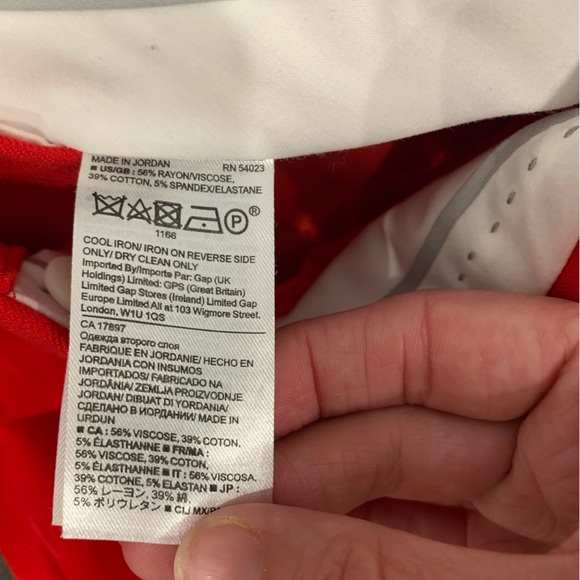 MADE IN JORDAN RN 54023
■ US/GB : 56% RAYON/VISCOSE,
39% COTTON, 5% SPANDEX/ELASTANE
P ®
1166
COOL IRON/ IRON ON REVERSE SIDE
ONLY/ DRY CLEAN ONLY
Imported By/Importe Par: Gap (UK
Holdings) Limited: GPS (Great Britain)
Limited Gap Stores (Ireland) Limited Gap
Europe Limited All at 103 Wigmore Street.
London, W1U 1QS
CA 17897
Одежда второго слоя
FABRIQUE EN JORDANIE/ HECHO EN
JORDANIA CON INSUMOS
IMPORTADOS/ FABRICADO NA
JORDÂNIA/ ZEMLJA PROIZVODNJE
JORDAN/ DIBUAT DI YORDANIA/
СДЕЛАНО В ИОРДАНИИ/ MADE IN
URDUN
■ CA : 56% VISCOSE, 39% COTON,
5% ÉLASTHANNE ■ FR/MA :
56% VISCOSE, 39% COTON,
5% ÉLASTHANNE ■ IT : 56% VISCOSA,
39% COTONE, 5% ELASTAN ■ JP :
56% レーヨン, 39% 綿,
5% ポリウレタン ■ CL/ MX/